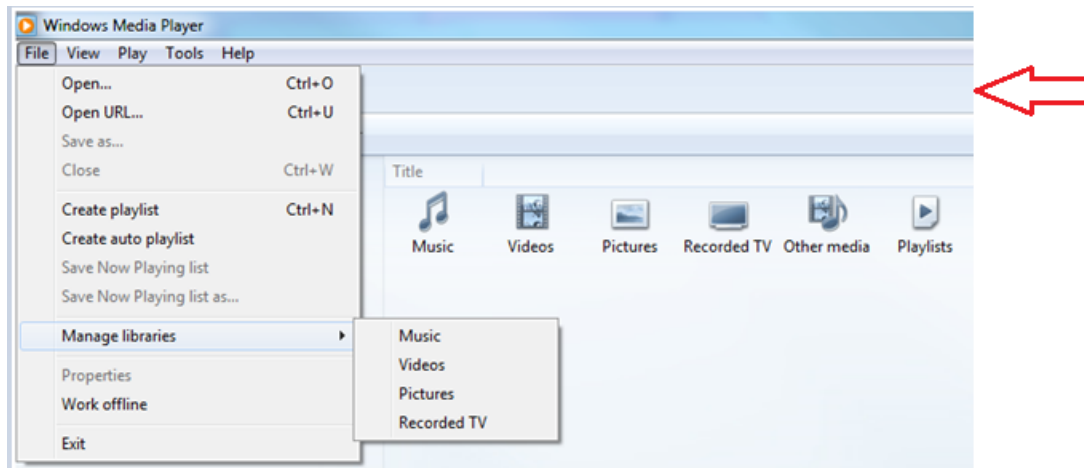 Windows Media Player
File View Play Tools Help
Open... Ctrl+O
Open URL... Ctrl+U
Save as...
Close Ctrl+W
Create playlist Ctrl+N
Create auto playlist
Save Now Playing list
Save Now Playing list as...
Manage libraries
Properties
Work offline
Exit
Music
Videos
Pictures
Recorded TV
Title
Music Videos Pictures Recorded TV Other media Playlists